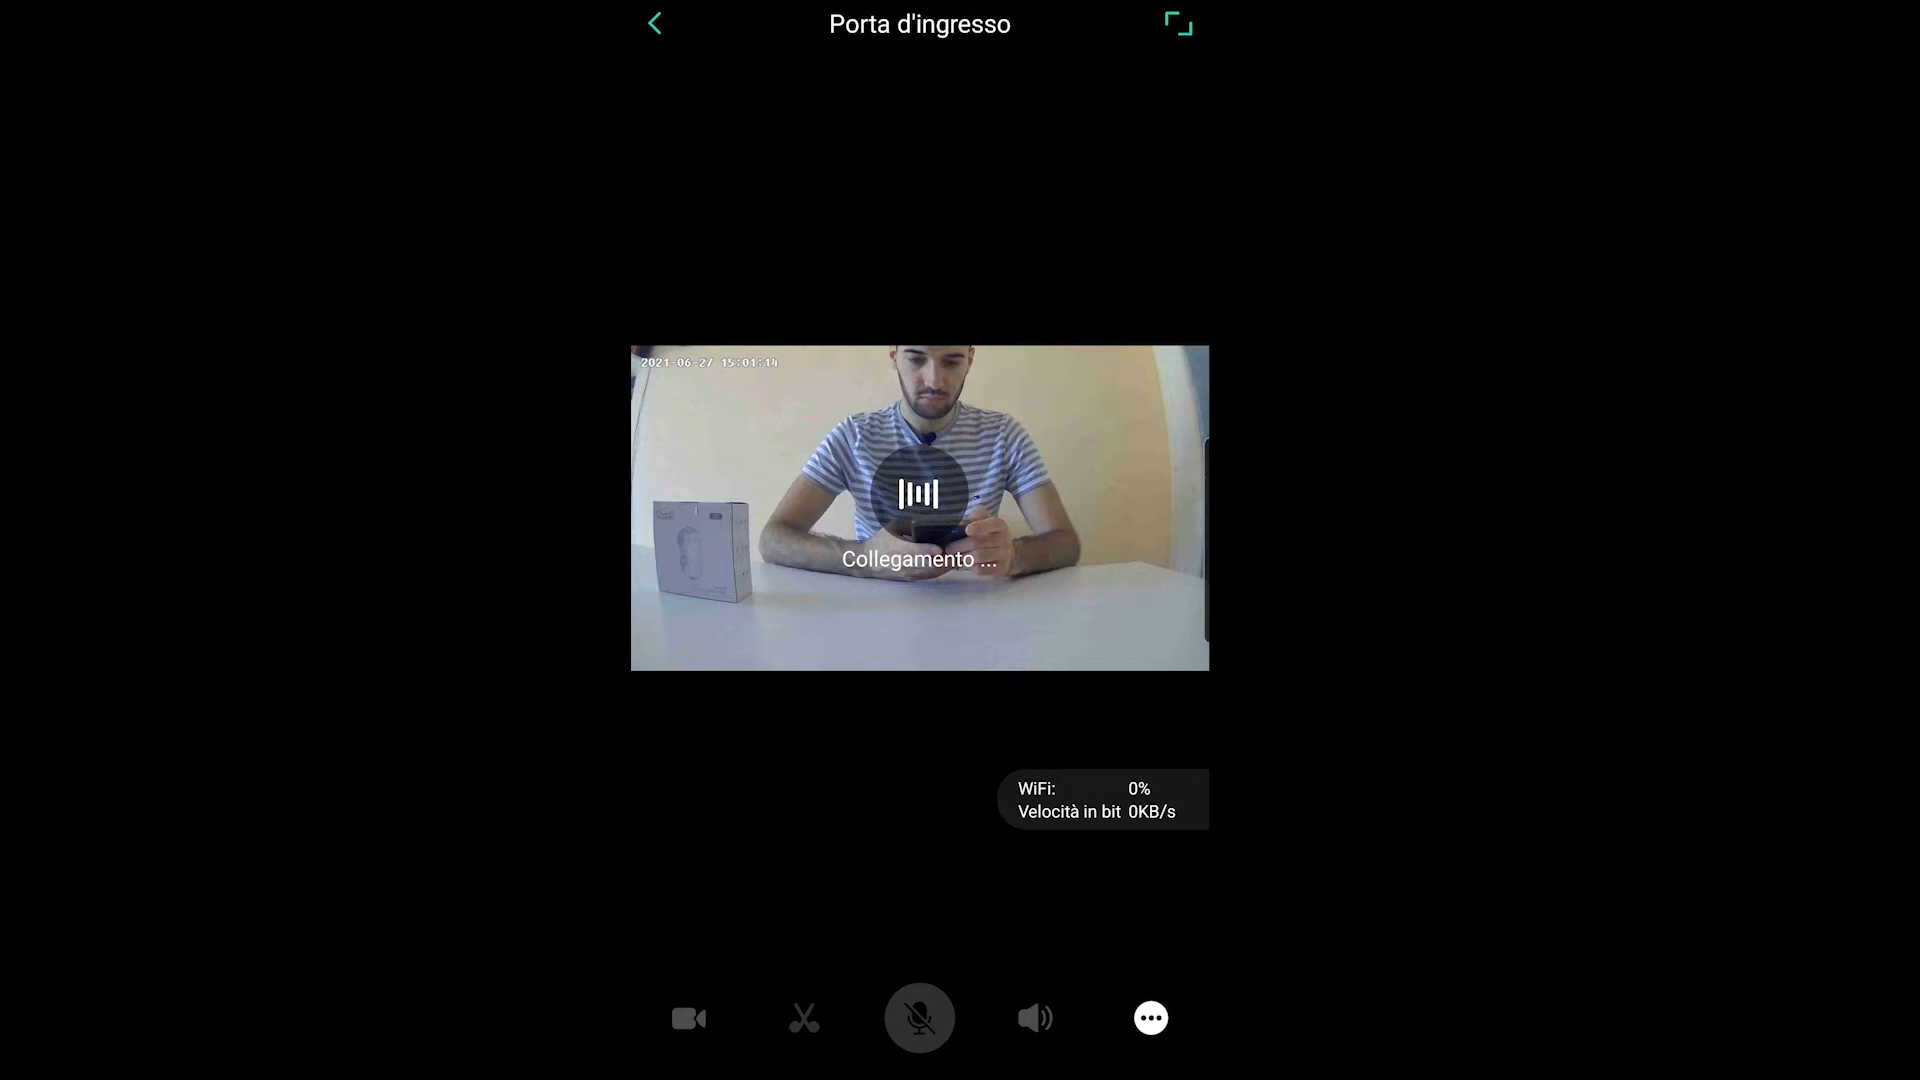 Porta d'ingresso
2021-06-27 15:01:14
Collegamento ...
WiFi: 0%
Velocità in bit 0KB/s